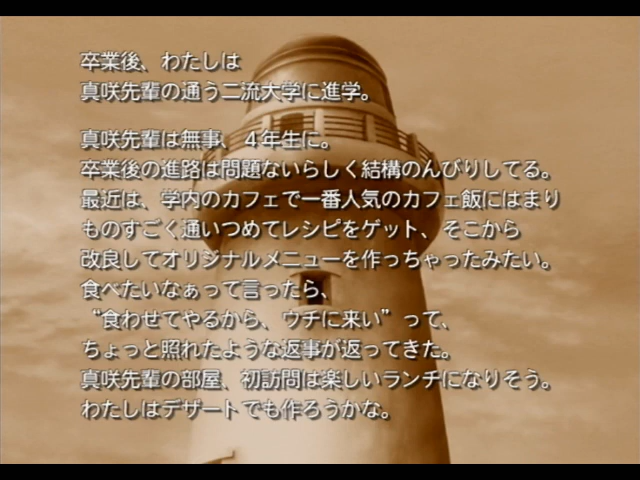 卒業後、わたしは
真咲先輩の通う二流大学に進学。
真咲先輩は無事、４年生に。
卒業後の進路は問題ないらしく結構のんびりしてる。
最近は、学内のカフェで一番人気のカフェ飯にはまり
ものすごく通いつめてレシピをゲット、そこから
改良してオリジナルメニューを作っちゃったみたい。
食べたいなぁって言ったら、
“食わせてやるから、ウチに来い”って、
ちょっと照れたような返事が返ってきた。
真咲先輩の部屋、初訪問は楽しいランチになりそう。
わたしはデザートでも作ろうかな。